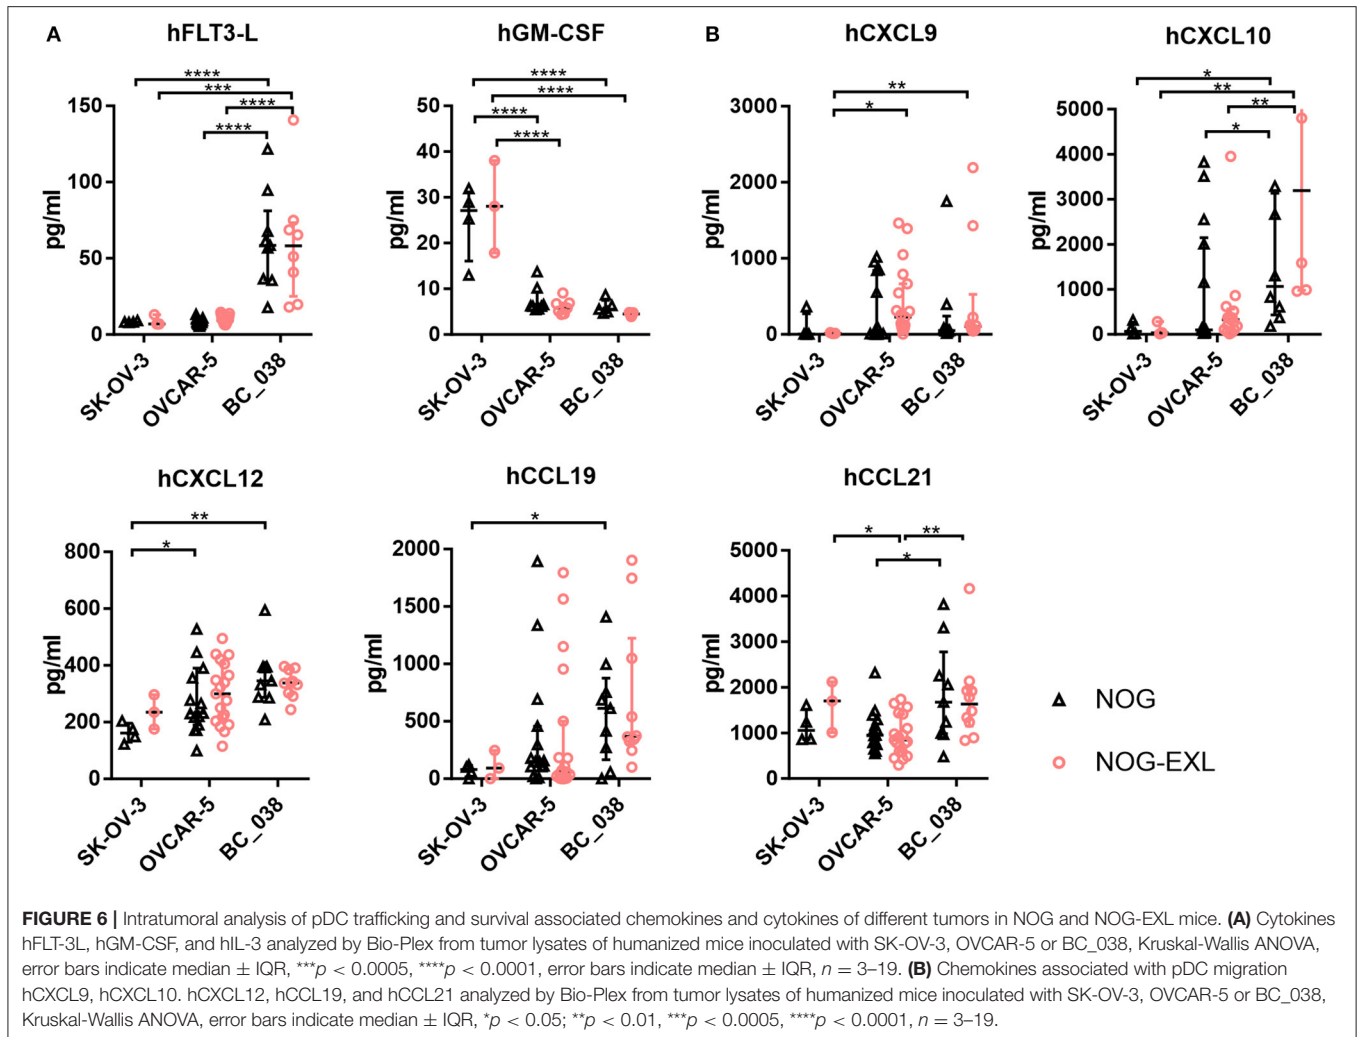 A
hFLT3-L
hGM-CSF
B
hCXCL9
hCXCL10
****
***
****
****
150
100
50
0
pg/ml
SK-OV-3
OVCAR-5
BC_038
****
****
****
****
50
40
30
20
10
0
pg/ml
SK-OV-3
OVCAR-5
BC_038
**
*
3000
2000
1000
0
pg/ml
SK-OV-3
OVCAR-5
BC_038
*
**
**
*
5000
4000
3000
2000
1000
0
pg/ml
SK-OV-3
OVCAR-5
BC_038
hCXCL12
hCCL19
hCCL21
**
*
800
600
400
200
0
pg/ml
SK-OV-3
OVCAR-5
BC_038
*
2000
1500
1000
500
0
pg/ml
SK-OV-3
OVCAR-5
BC_038
*
**
*
5000
4000
3000
2000
1000
0
pg/ml
SK-OV-3
OVCAR-5
BC_038
NOG
NOG-EXL
FIGURE 6 | Intratumoral analysis of pDC trafficking and survival associated chemokines and cytokines of different tumors in NOG and NOG-EXL mice. (A) Cytokines
hFLT-3L, hGM-CSF, and hIL-3 analyzed by Bio-Plex from tumor lysates of humanized mice inoculated with SK-OV-3, OVCAR-5 or BC_038, Kruskal-Wallis ANOVA,
error bars indicate median ± IQR, ***p < 0.0005, ****p < 0.0001, error bars indicate median ± IQR, n = 3–19. (B) Chemokines associated with pDC migration
hCXCL9, hCXCL10. hCXCL12, hCCL19, and hCCL21 analyzed by Bio-Plex from tumor lysates of humanized mice inoculated with SK-OV-3, OVCAR-5 or BC_038,
Kruskal-Wallis ANOVA, error bars indicate median ± IQR, *p < 0.05; **p < 0.01, ***p < 0.0005, ****p < 0.0001, n = 3–19.